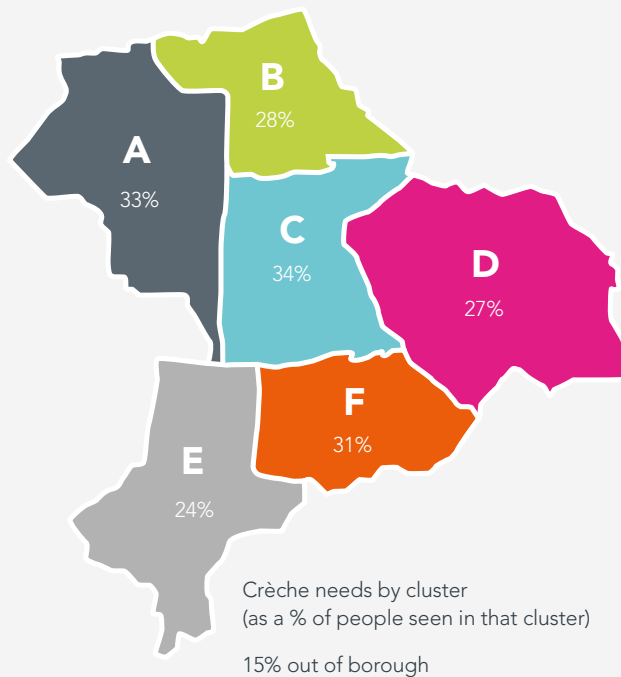 B
28%
A
33%
C
34%
D
27%
F
31%
E
24%
Crèche needs by cluster
(as a % of people seen in that cluster)
15% out of borough